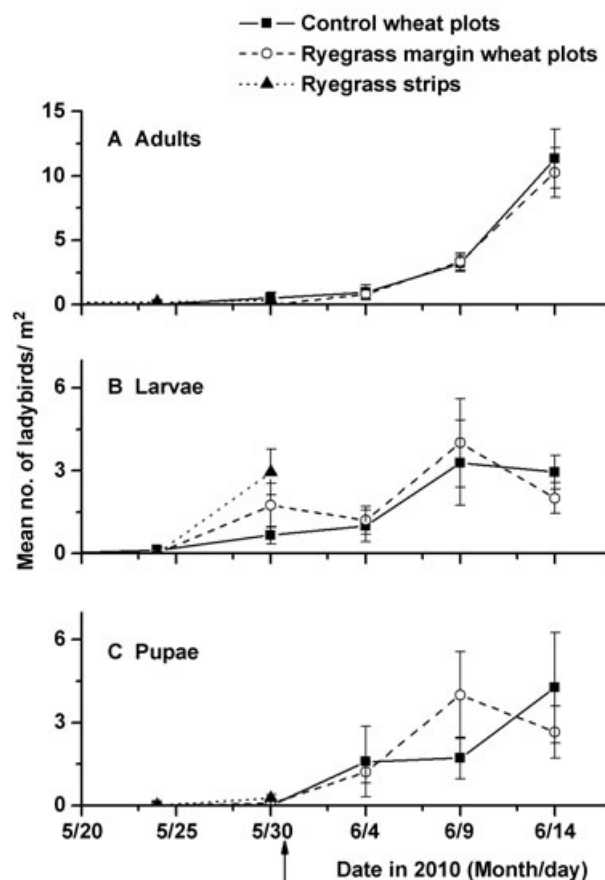 Control wheat plots
Ryegrass margin wheat plots
Ryegrass strips
15
A Adults
10
5
0
Mean no. of ladybirds/ m²
6
B Larvae
3
0
6
C Pupae
3
0
5/20 5/25 5/30 6/4 6/9 6/14
Date in 2010 (Month/day)